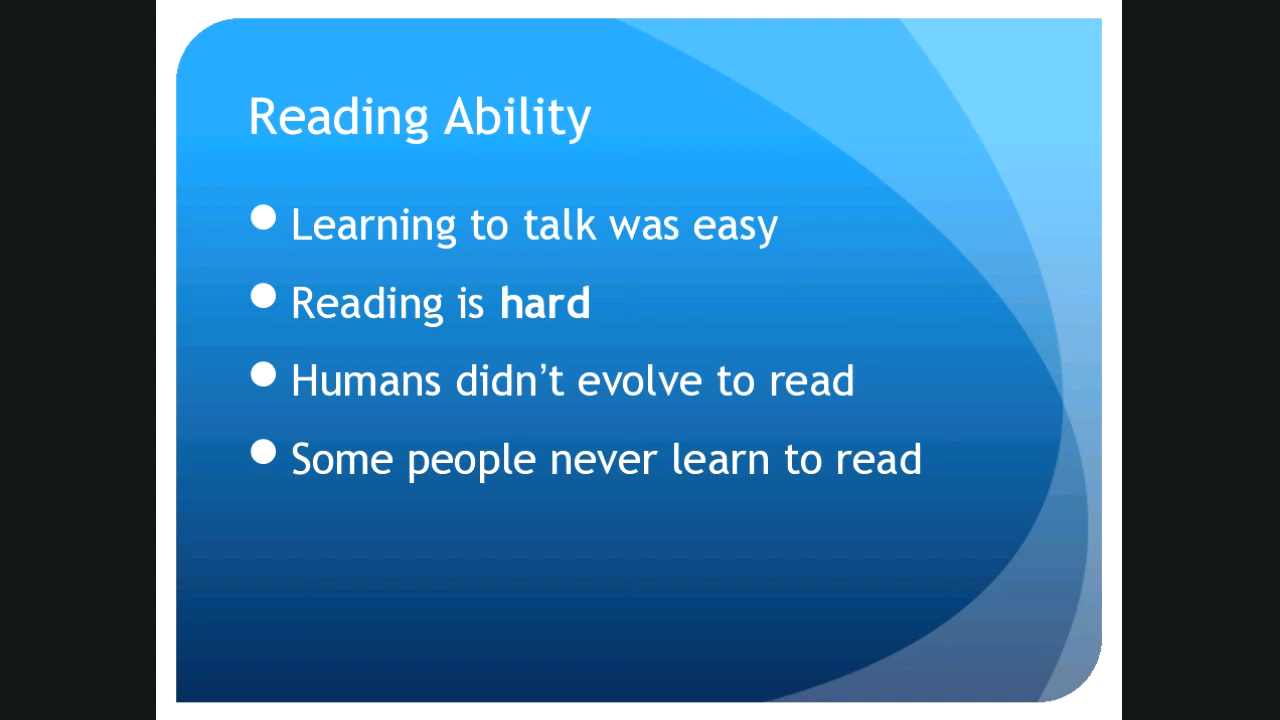 Reading Ability
Learning to talk was easy
Reading is hard
Humans didn’t evolve to read
Some people never learn to read